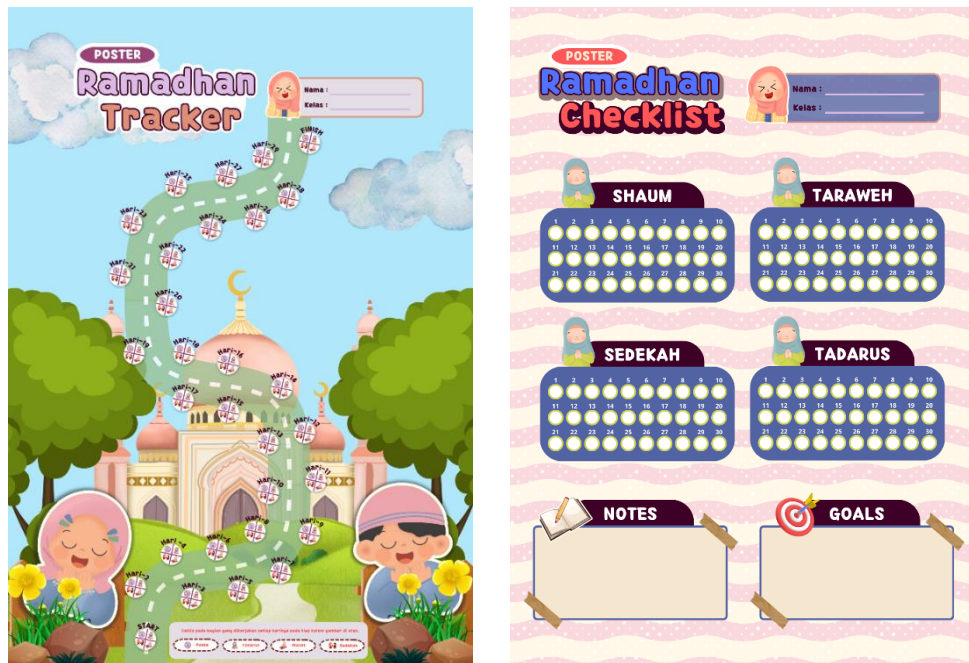 POSTER
Ramadhan
Tracker
Nama :
Kelas :
FINISH
Hari-29
Hari-28
Hari-27
Hari-26
Hari-25
Hari-24
Hari-23
Hari-22
Hari-21
Hari-20
Hari-19
Hari-18
Hari-17
Hari-16
Hari-15
Hari-14
Hari-13
Hari-12
Hari-11
Hari-10
Hari-9
Hari-8
Hari-7
Hari-6
Hari-5
Hari-4
Hari-3
Hari-2
START
Puasa
Tadarus
Sholat
Sedekah
POSTER
Ramadhan
Checklist
Nama :
Kelas :
SHAUM
1 2 3 4 5 6 7 8 9 10
11 12 13 14 15 16 17 18 19 20
21 22 23 24 25 26 27 28 29 30
TARAWEH
1 2 3 4 5 6 7 8 9 10
11 12 13 14 15 16 17 18 19 20
21 22 23 24 25 26 27 28 29 30
SEDEKAH
1 2 3 4 5 6 7 8 9 10
11 12 13 14 15 16 17 18 19 20
21 22 23 24 25 26 27 28 29 30
TADARUS
1 2 3 4 5 6 7 8 9 10
11 12 13 14 15 16 17 18 19 20
21 22 23 24 25 26 27 28 29 30
NOTES
GOALS